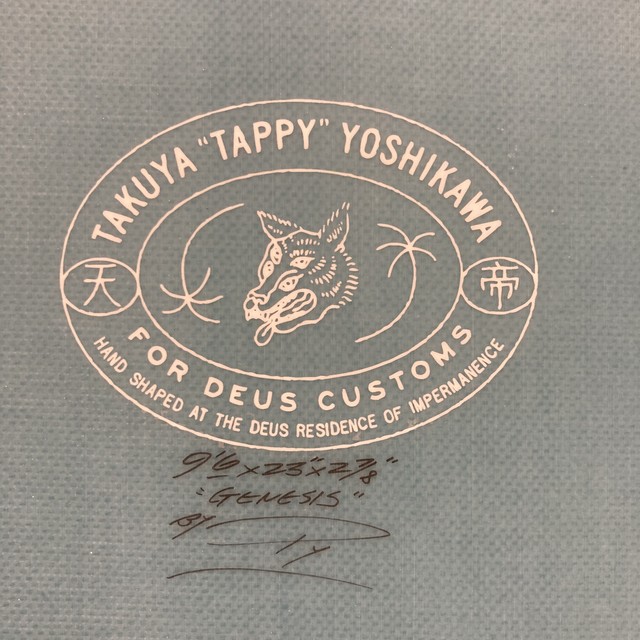 TAKUYA "TAPPY" YOSHIKAWA
天
帝
FOR DEUS CUSTOMS
HAND SHAPED AT THE DEUS RESIDENCE OF IMPERMANENCE
9'6 x 23" x 2 7/8"
"GENESIS"
BY